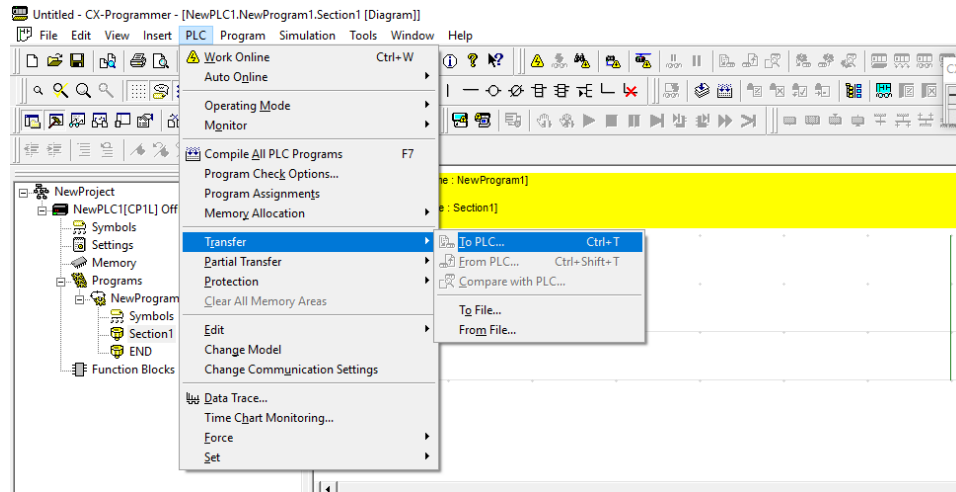 Untitled - CX-Programmer - [NewPLC1.NewProgram1.Section1 [Diagram]]
File Edit View Insert PLC Program Simulation Tools Window Help
Work Online Ctrl+W
Auto Online
Operating Mode
Monitor
Compile All PLC Programs F7
Program Check Options...
Program Assignments
Memory Allocation
Transfer
Partial Transfer
Protection
Clear All Memory Areas
Edit
Change Model
Change Communication Settings
Data Trace...
Time Chart Monitoring...
Force
Set
To PLC... Ctrl+T
From PLC... Ctrl+Shift+T
Compare with PLC...
To File...
From File...
NewProject
NewPLC1[CP1L] Off
Symbols
Settings
Memory
Programs
NewProgram
Symbols
Section1
END
Function Blocks
me : NewProgram1]
e : Section1]